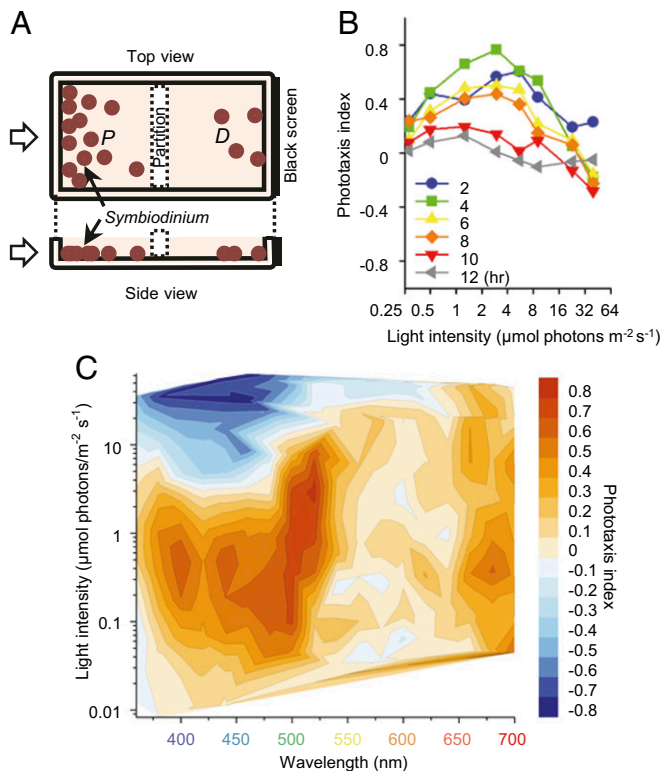 A
Top view
P
D
Partition
Black screen
Symbiodinium
Side view
B
Phototaxis index
0.8
0.4
0
-0.4
-0.8
2
4
6
8
10
12 (hr)
0.25 0.5 1 2 4 8 16 32 64
Light intensity (μmol photons m-2 s-1)
C
Light intensity (μmol photons/m-2 s-1)
10
1
0.1
0.01
400 450 500 550 600 650 700
Wavelength (nm)
0.8
0.7
0.6
0.5
0.4
0.3
0.2
0.1
0
-0.1
-0.2
-0.3
-0.4
-0.5
-0.6
-0.7
-0.8
Phototaxis index